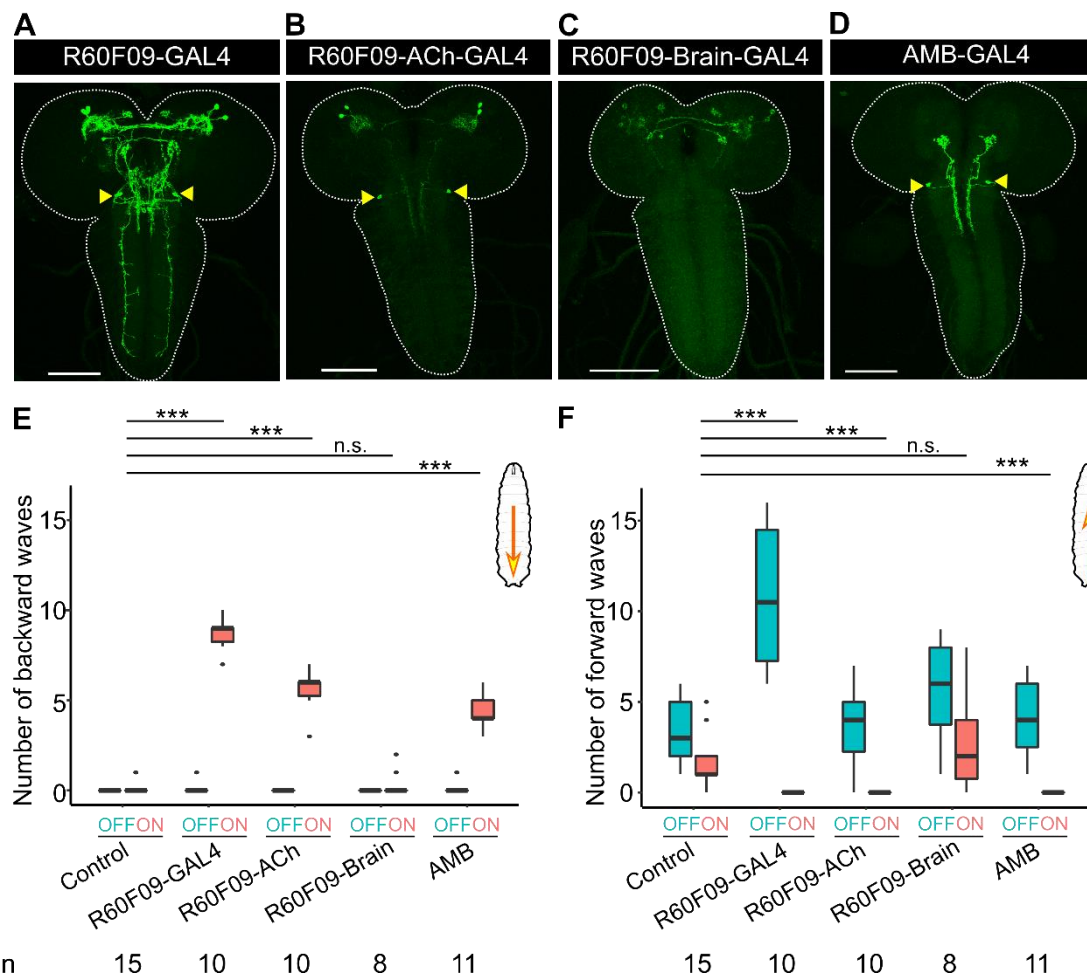 A
B
C
D
R60F09-GAL4
R60F09-ACh-GAL4
R60F09-Brain-GAL4
AMB-GAL4
E
***
***
n.s.
***
Number of backward waves
15
10
5
0
OFF ON OFF ON OFF ON OFF ON OFF ON
Control
R60F09-GAL4
R60F09-ACh
R60F09-Brain
AMB
n 15 10 10 8 11
F
***
***
n.s.
***
Number of forward waves
15
10
5
0
OFF ON OFF ON OFF ON OFF ON OFF ON
Control
R60F09-GAL4
R60F09-ACh
R60F09-Brain
AMB
15 10 10 8 11